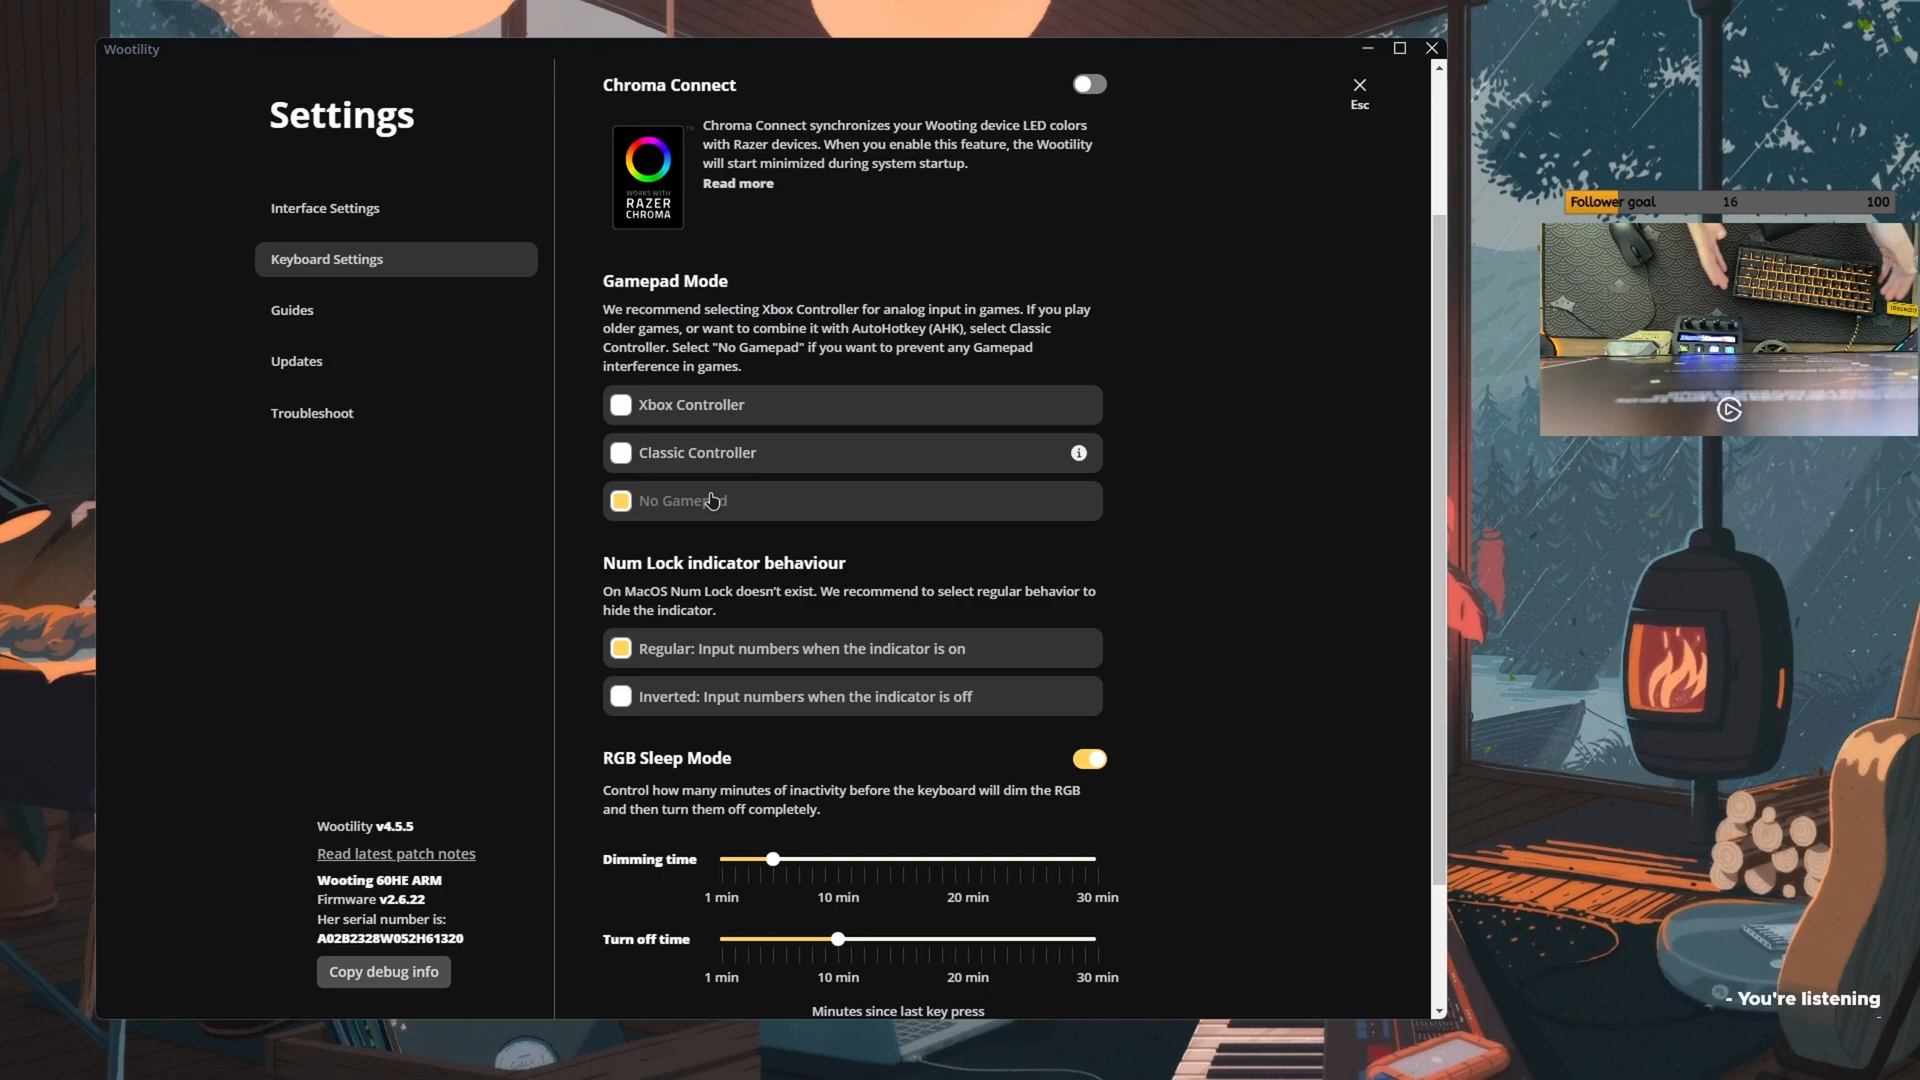 Wootility
Settings
Interface Settings
Keyboard Settings
Guides
Updates
Troubleshoot
Wootility v4.5.5
Read latest patch notes
Wooting 60HE ARM
Firmware v2.6.22
Her serial number is:
A02B2328W052H61320
Copy debug info
Chroma Connect
WORKS WITH
RAZER
CHROMA
TM
Chroma Connect synchronizes your Wooting device LED colors
with Razer devices. When you enable this feature, the Wootility
will start minimized during system startup.
Read more
Esc
Gamepad Mode
We recommend selecting Xbox Controller for analog input in games. If you play
older games, or want to combine it with AutoHotkey (AHK), select Classic
Controller. Select "No Gamepad" if you want to prevent any Gamepad
interference in games.
Xbox Controller
Classic Controller
No Gamepad
Num Lock indicator behaviour
On MacOS Num Lock doesn't exist. We recommend to select regular behavior to
hide the indicator.
Regular: Input numbers when the indicator is on
Inverted: Input numbers when the indicator is off
RGB Sleep Mode
Control how many minutes of inactivity before the keyboard will dim the RGB
and then turn them off completely.
Dimming time
1 min 10 min 20 min 30 min
Turn off time
1 min 10 min 20 min 30 min
Minutes since last key press
Follower goal 16 100
- You're listening
-